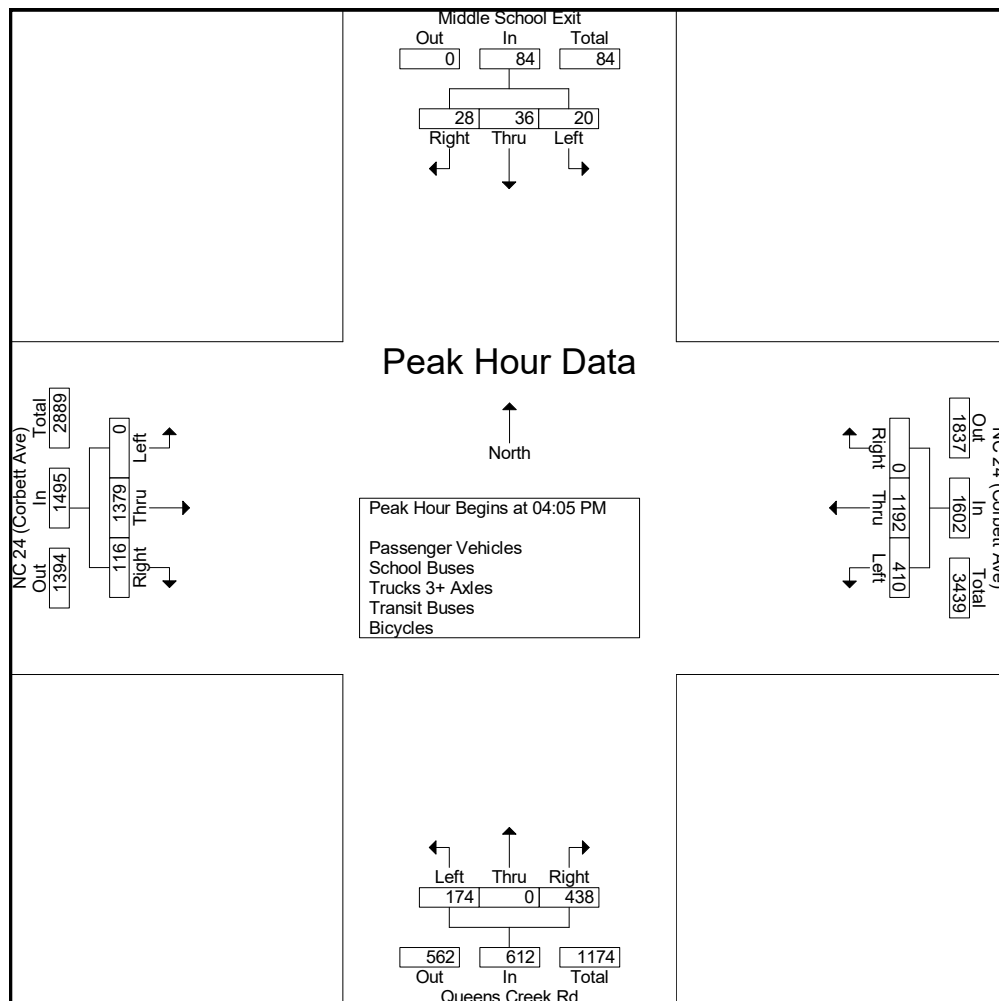 Middle School Exit
Out In Total
0 84 84
28 36 20
Right Thru Left
Peak Hour Data
North
Peak Hour Begins at 04:05 PM
Passenger Vehicles
School Buses
Trucks 3+ Axles
Transit Buses
Bicycles
NC 24 (Corbett Ave)
Out In Total
1394 1495 2889
116 1379 0
Right Thru Left
NC 24 (Corbett Ave)
Out In Total
1837 1602 3439
0 1192 410
Right Thru Left
Left Thru Right
174 0 438
562 612 1174
Out In Total
Queens Creek Rd